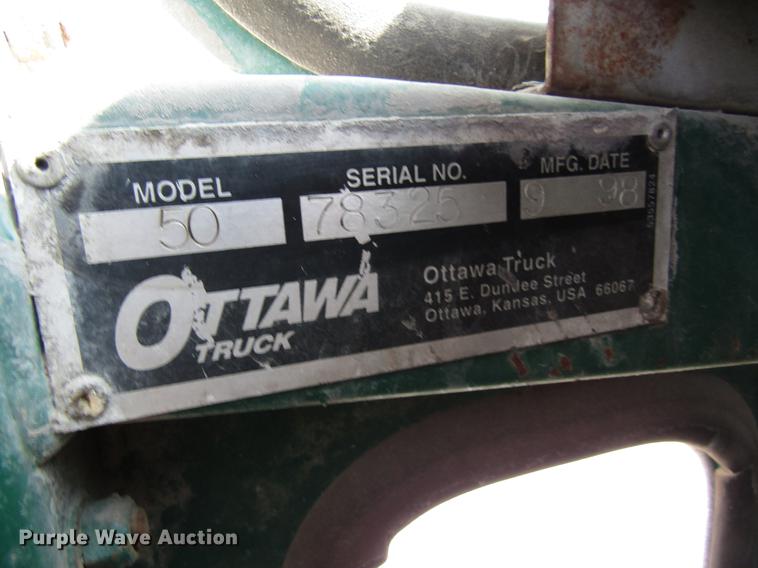 MODEL SERIAL NO. MFG. DATE
50 78325 9 98
53557824
OTTAWA
TRUCK
Ottawa Truck
415 E. Dundee Street
Ottawa, Kansas, USA 66067
Purple Wave Auction